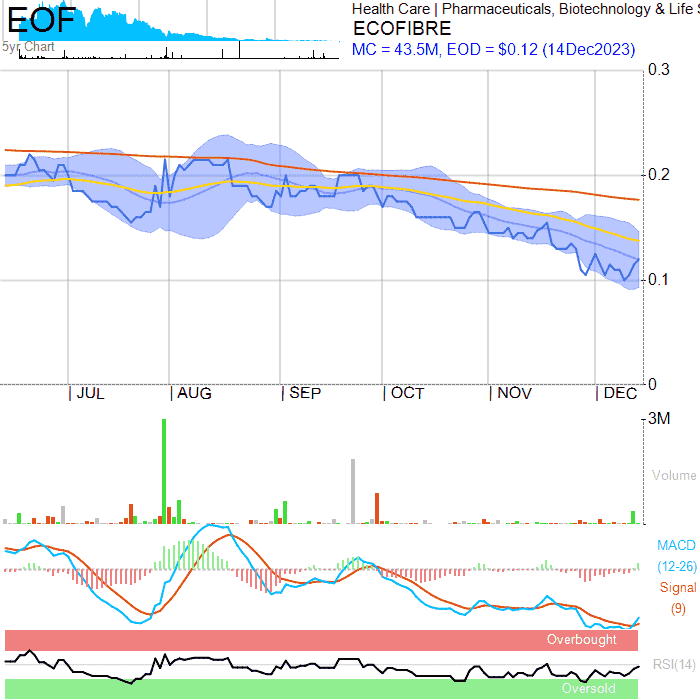 EOF
5yr Chart
Health Care | Pharmaceuticals, Biotechnology & Life S
ECOFIBRE
MC = 43.5M, EOD = $0.12 (14Dec2023)
0.3
0.2
0.1
0
JUL AUG SEP OCT NOV DEC
3M
Volume
MACD
(12-26)
Signal
(9)
Overbought
RSI(14)
Oversold